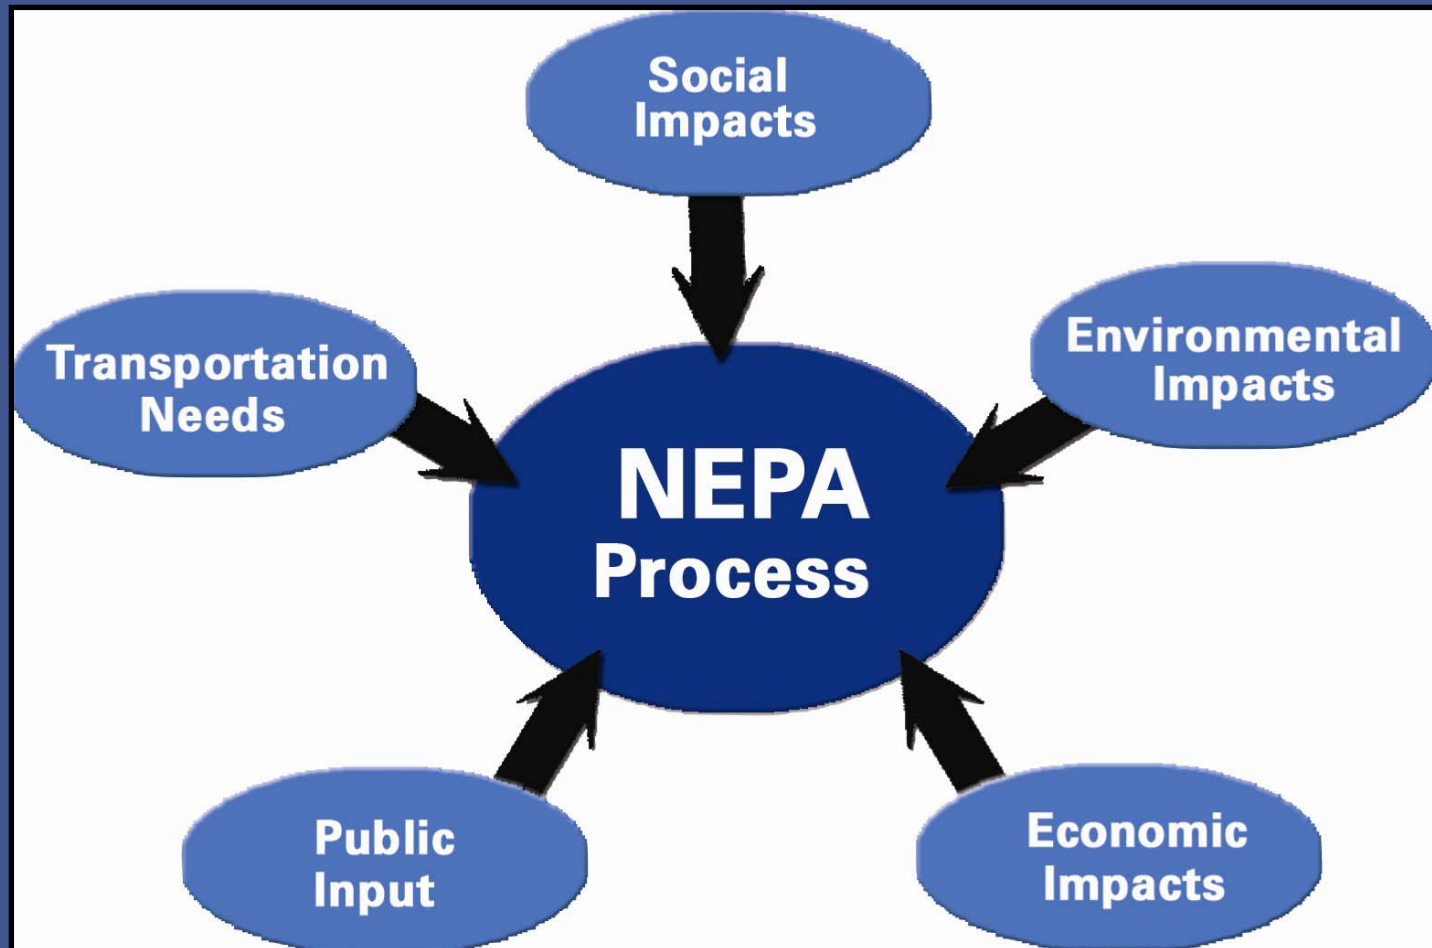 Social
Impacts
Transportation
Needs
Environmental
Impacts
NEPA
Process
Public
Input
Economic
Impacts